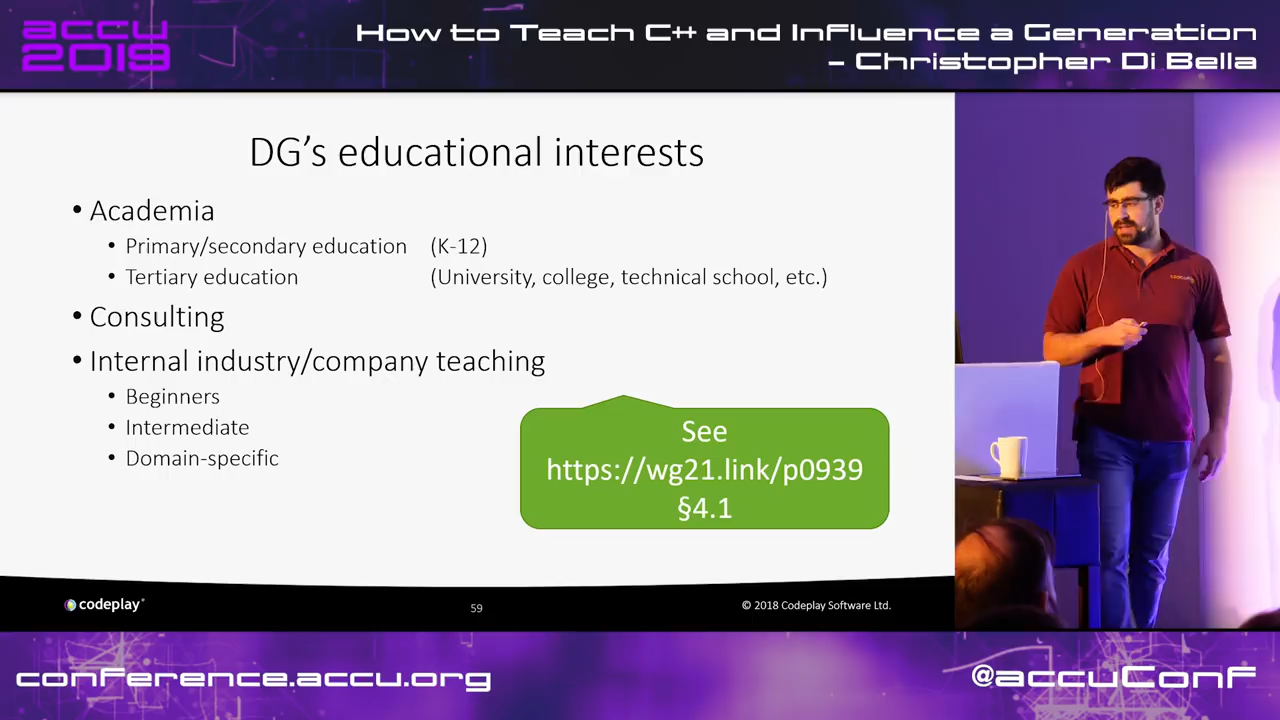 accu
2019
How to Teach C++ and Influence a Generation
– Christopher Di Bella
DG’s educational interests
• Academia
• Primary/secondary education (K-12)
• Tertiary education (University, college, technical school, etc.)
• Consulting
• Internal industry/company teaching
• Beginners
• Intermediate
• Domain-specific
See
https://wg21.link/p0939
§4.1
codeplay®
59
© 2018 Codeplay Software Ltd.
conference.accu.org
@accuConf